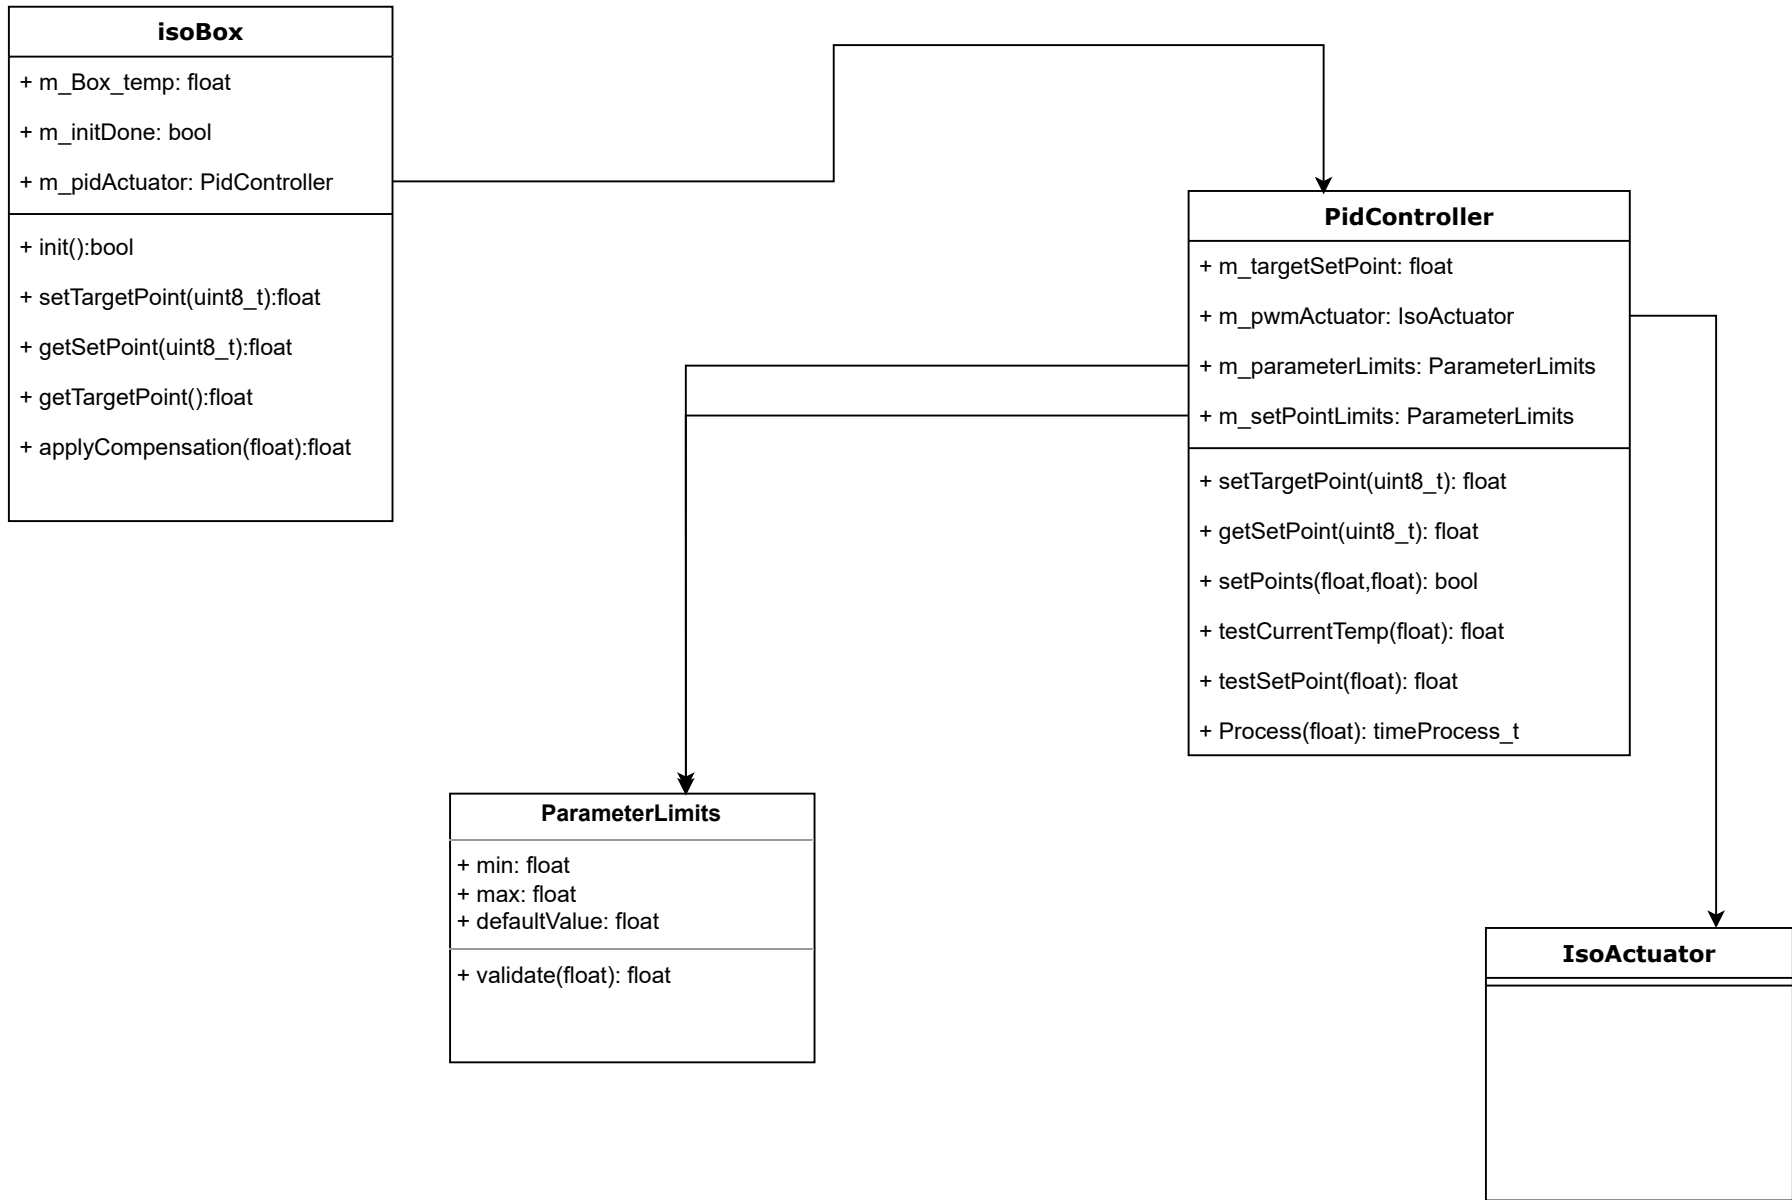 isoBox
+ m_Box_temp: float
+ m_initDone: bool
+ m_pidActuator: PidController
+ init():bool
+ setTargetPoint(uint8_t):float
+ getSetPoint(uint8_t):float
+ getTargetPoint():float
+ applyCompensation(float):float
PidController
+ m_targetSetPoint: float
+ m_pwmActuator: IsoActuator
+ m_parameterLimits: ParameterLimits
+ m_setPointLimits: ParameterLimits
+ setTargetPoint(uint8_t): float
+ getSetPoint(uint8_t): float
+ setPoints(float,float): bool
+ testCurrentTemp(float): float
+ testSetPoint(float): float
+ Process(float): timeProcess_t
ParameterLimits
+ min: float
+ max: float
+ defaultValue: float
+ validate(float): float
IsoActuator